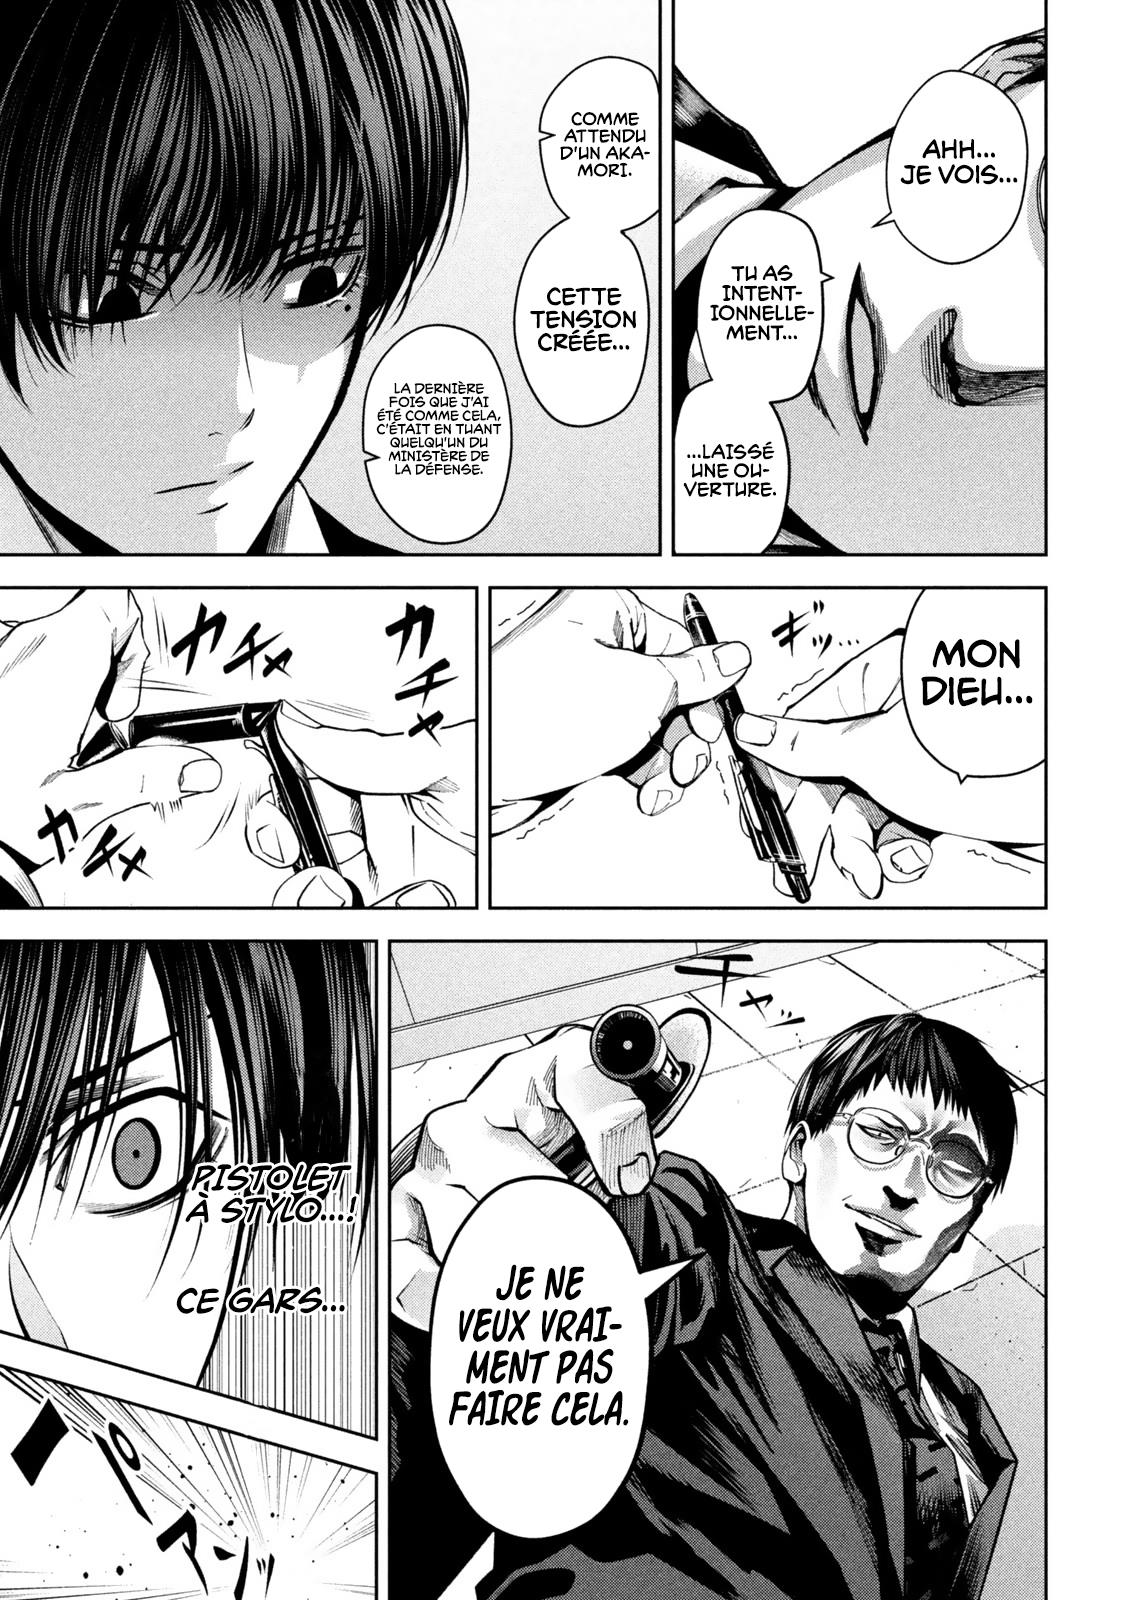 AHH...
JE VOIS...
TU AS
INTENT-
IONNELLE-
MENT...
...LAISSÉ
UNE OU-
VERTURE.
COMME
ATTENDU
D'UN AKA-
MORI.
CETTE
TENSION
CRÉÉE...
LA DERNIÈRE
FOIS QUE J'AI
ÉTÉ COMME CELA,
C'ÉTAIT EN TUANT
QUELQU'UN DU
MINISTÈRE DE
LA DÉFENSE.
MON
DIEU...
ギッ……
カチャ
カチャ
カチャ
チャッ
JE NE
VEUX VRAI-
MENT PAS
FAIRE CELA.
PISTOLET
À STYLO...!
CE GARS...
パァンッ